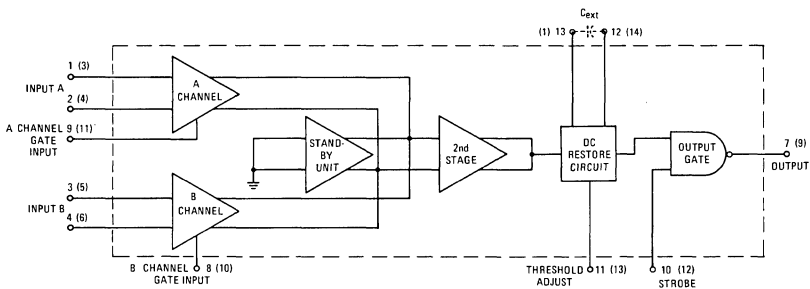 Cext
(1) 13 12 (14)
1 (3)
INPUT A
2 (4)
A CHANNEL 9 (11)
GATE
INPUT
A
CHANNEL
STAND-
BY
UNIT
2nd
STAGE
DC
RESTORE
CIRCUIT
OUTPUT
GATE
7 (9)
OUTPUT
3 (5)
INPUT B
4 (6)
B
CHANNEL
B CHANNEL 8 (10)
GATE INPUT
THRESHOLD 11 (13)
ADJUST
10 (12)
STROBE